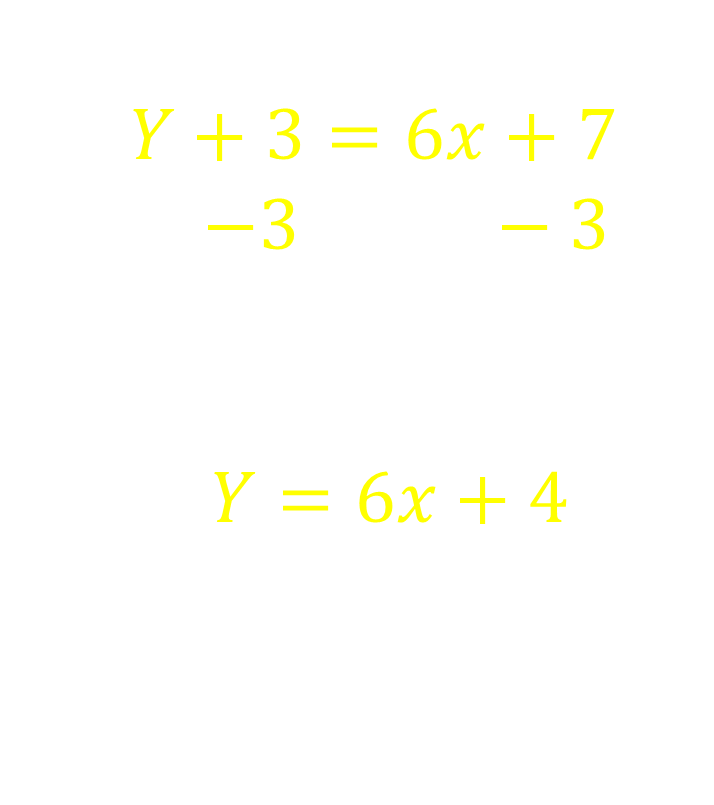 Y + 3 = 6x + 7
−3 − 3
Y = 6x + 4